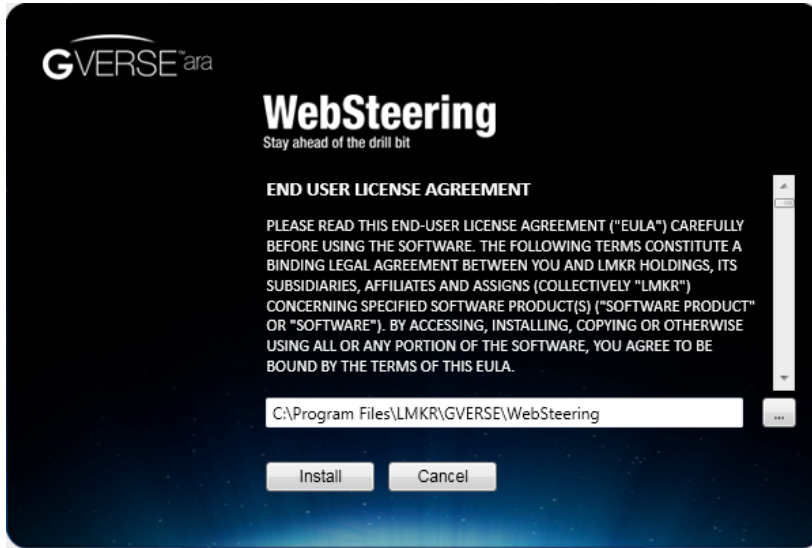 GVERSE™ara
WebSteering
Stay ahead of the drill bit
END USER LICENSE AGREEMENT
PLEASE READ THIS END-USER LICENSE AGREEMENT ("EULA") CAREFULLY
BEFORE USING THE SOFTWARE. THE FOLLOWING TERMS CONSTITUTE A
BINDING LEGAL AGREEMENT BETWEEN YOU AND LMKR HOLDINGS, ITS
SUBSIDIARIES, AFFILIATES AND ASSIGNS (COLLECTIVELY "LMKR")
CONCERNING SPECIFIED SOFTWARE PRODUCT(S) ("SOFTWARE PRODUCT"
OR "SOFTWARE"). BY ACCESSING, INSTALLING, COPYING OR OTHERWISE
USING ALL OR ANY PORTION OF THE SOFTWARE, YOU AGREE TO BE
BOUND BY THE TERMS OF THIS EULA.
C:\Program Files\LMKR\GVERSE\WebSteering
...
Install
Cancel